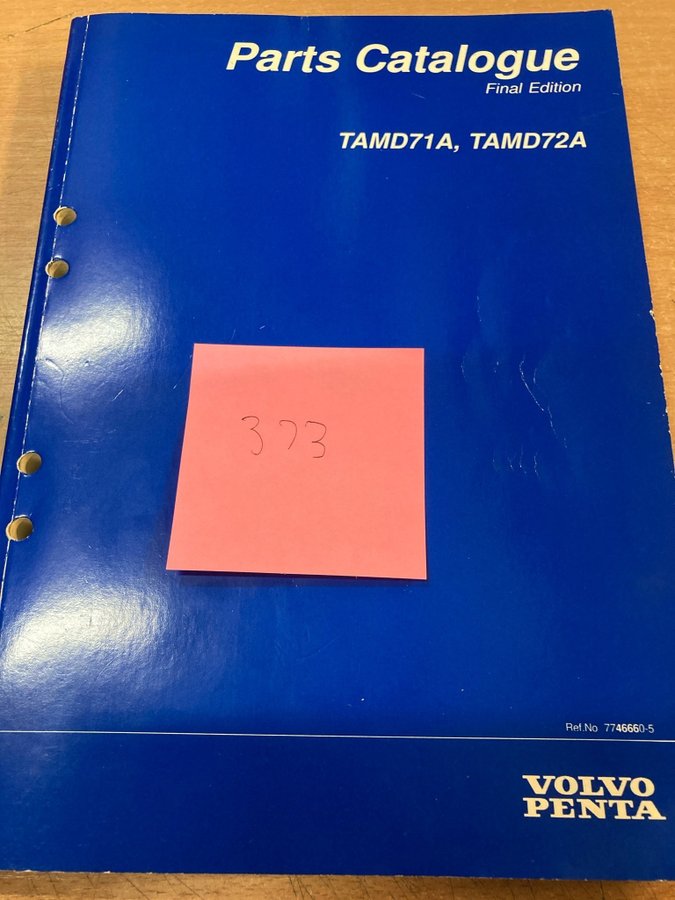 Parts Catalogue
Final Edition
TAMD71A, TAMD72A
373
Ref.No 7746660-5
VOLVO
PENTA